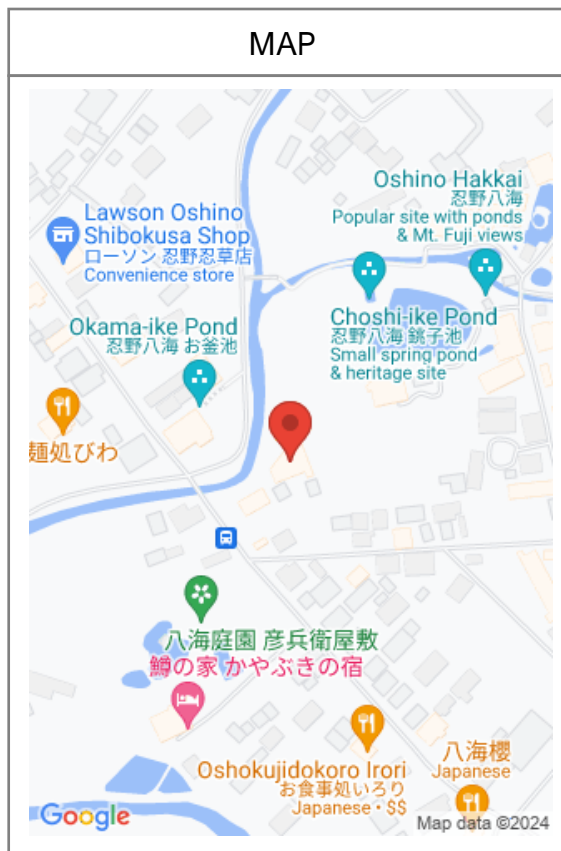 MAP
Oshino Hakkai
忍野八海
Popular site with ponds
& Mt. Fuji views
Lawson Oshino
Shibokusa Shop
ローソン 忍野忍草店
Convenience store
Choshi-ike Pond
忍野八海 銚子池
Small spring pond
& heritage site
Okama-ike Pond
忍野八海 お釜池
麺処びわ
八海庭園 彦兵衛屋敷
鱒の家 かやぶきの宿
Oshokujidokoro Irori
お食事処いろり
Japanese・$$
八海櫻
Japanese
Google
Map data ©2024